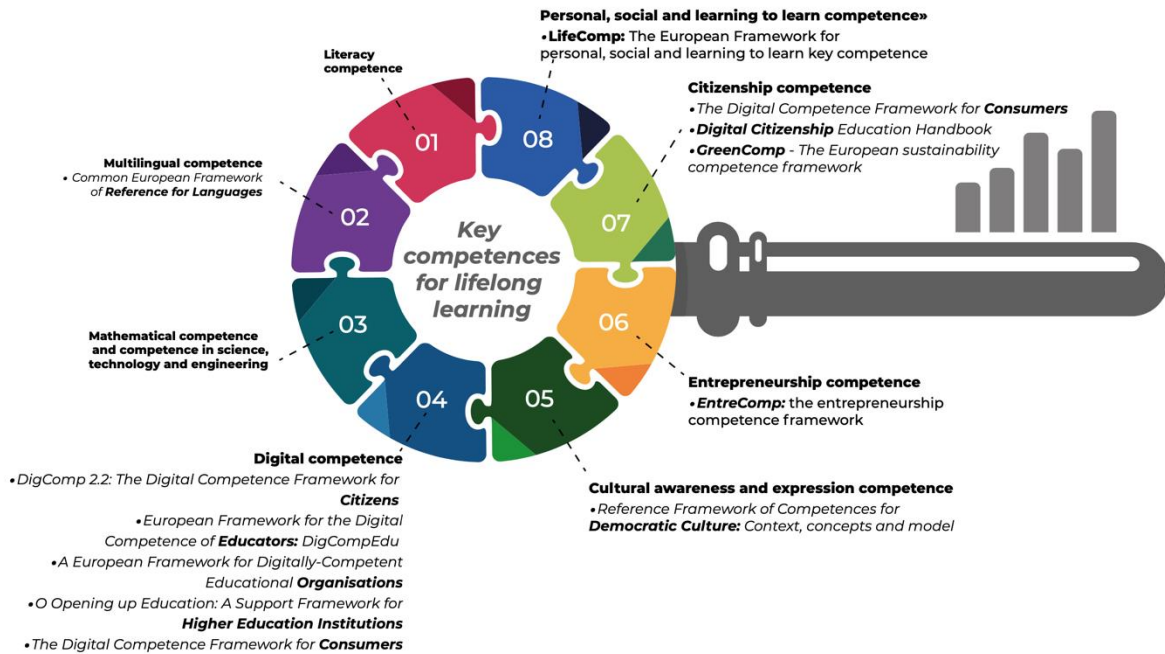 Personal, social and learning to learn competence»
•LifeComp: The European Framework for
personal, social and learning to learn key competence
Literacy
competence
Citizenship competence
•The Digital Competence Framework for Consumers
•Digital Citizenship Education Handbook
•GreenComp - The European sustainability
competence framework
Multilingual competence
• Common European Framework
of Reference for Languages
01
08
02
07
Key
competences
for lifelong
learning
03
06
04
05
Mathematical competence
and competence in science,
technology and engineering
Entrepreneurship competence
•EntreComp: the entrepreneurship
competence framework
Digital competence
•DigComp 2.2: The Digital Competence Framework for
Citizens
•European Framework for the Digital
Competence of Educators: DigCompEdu
•A European Framework for Digitally-Competent
Educational Organisations
•O Opening up Education: A Support Framework for
Higher Education Institutions
•The Digital Competence Framework for Consumers
Cultural awareness and expression competence
•Reference Framework of Competences for
Democratic Culture: Context, concepts and model